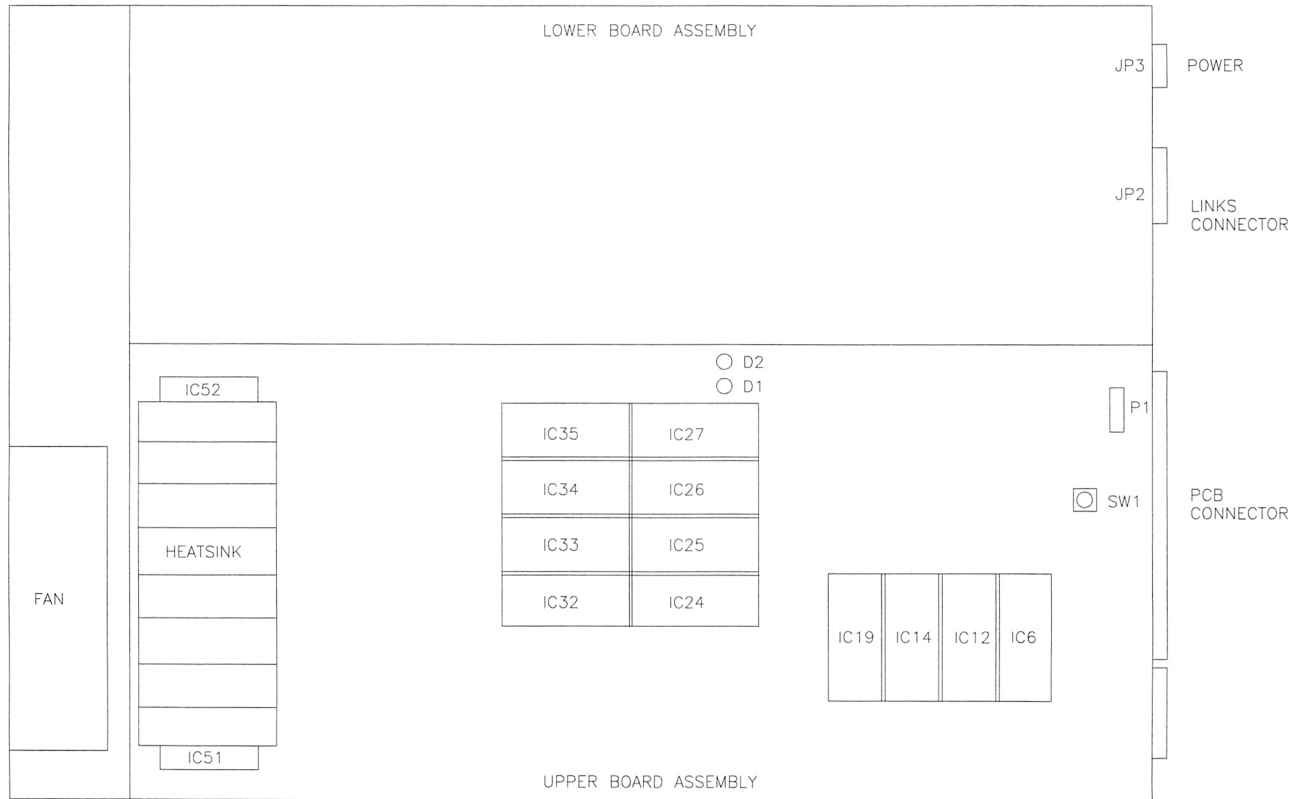 LOWER BOARD ASSEMBLY
JP3
POWER
JP2
LINKS
CONNECTOR
D2
D1
IC52
P1
IC35
IC27
IC34
IC26
SW1
PCB
CONNECTOR
HEATSINK
IC33
IC25
FAN
IC32
IC24
IC19
IC14
IC12
IC6
IC51
UPPER BOARD ASSEMBLY